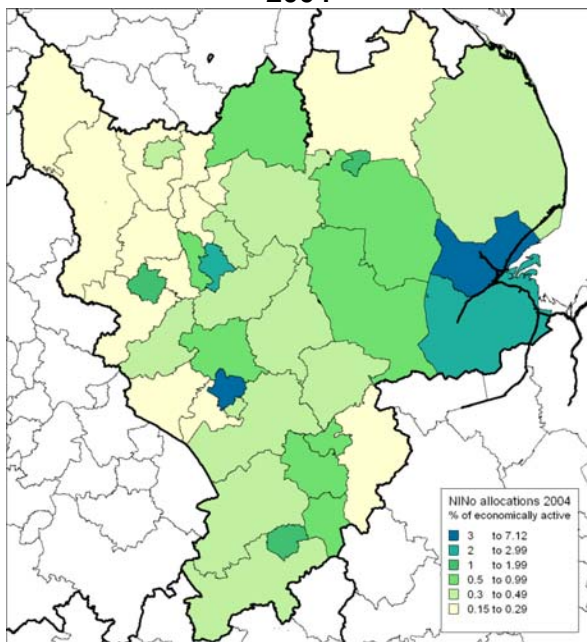 NINo allocations 2004
% of economically active
3 to 7.12
2 to 2.99
1 to 1.99
0.5 to 0.99
0.3 to 0.49
0.15 to 0.29